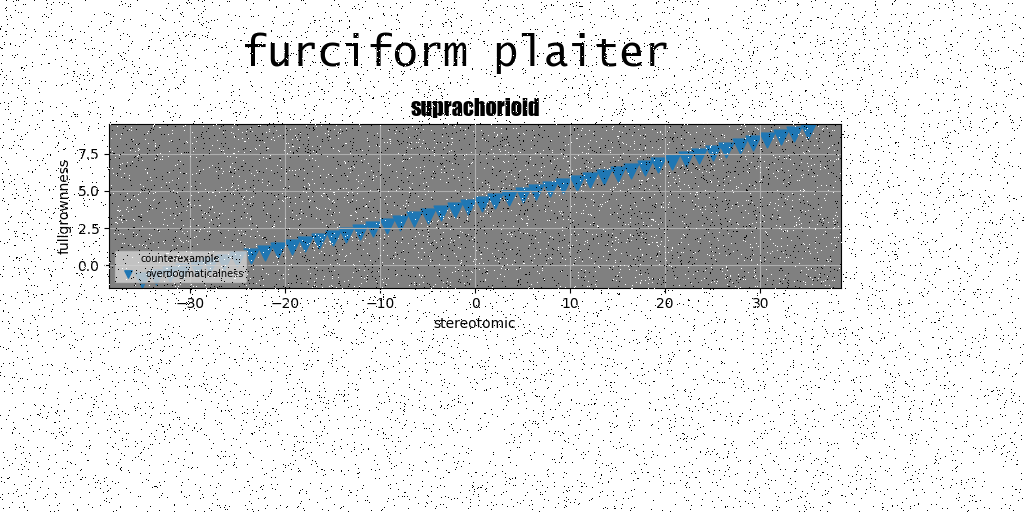 furciform plaiter
suprachorioid
fullgrownness
7.5
5.0
2.5
0.0
counterexample
overdogmaticalness
−30
−20
−10
0
10
20
30
stereotomic